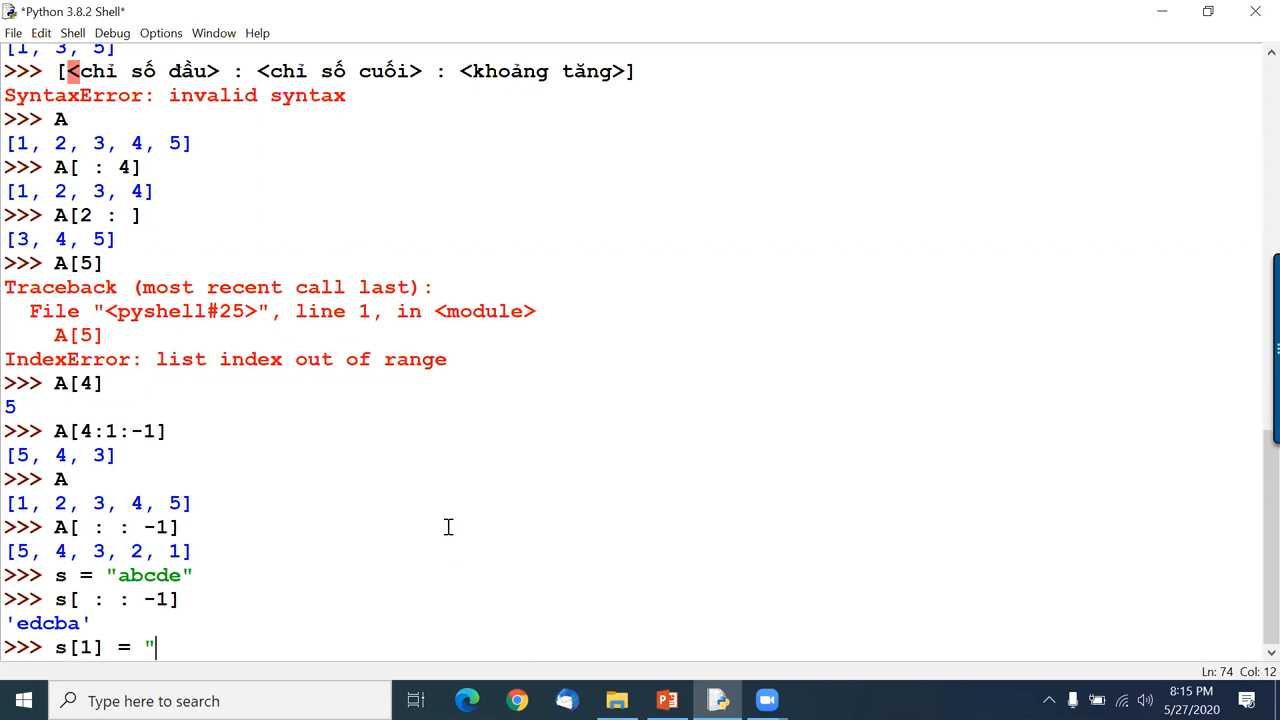 *Python 3.8.2 Shell*
File Edit Shell Debug Options Window Help
[1, 3, 5]
>>> [<chỉ số đầu> : <chỉ số cuối> : <khoảng tăng>]
SyntaxError: invalid syntax
>>> A
[1, 2, 3, 4, 5]
>>> A[ : 4]
[1, 2, 3, 4]
>>> A[2 : ]
[3, 4, 5]
>>> A[5]
Traceback (most recent call last):
  File "<pyshell#25>", line 1, in <module>
    A[5]
IndexError: list index out of range
>>> A[4]
5
>>> A[4:1:-1]
[5, 4, 3]
>>> A
[1, 2, 3, 4, 5]
>>> A[ : : -1]
[5, 4, 3, 2, 1]
>>> s = "abcde"
>>> s[ : : -1]
'edcba'
>>> s[1] = "
Ln: 74 Col: 12
Type here to search
8:15 PM
5/27/2020